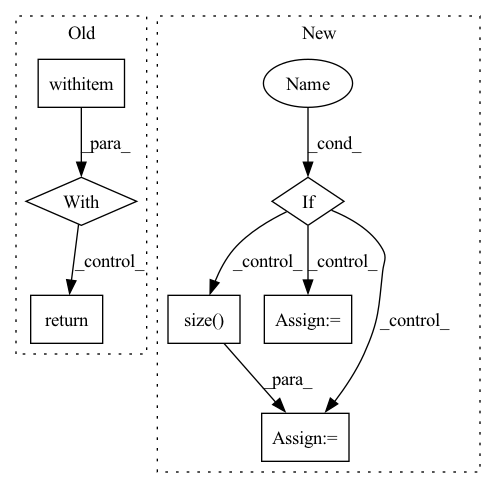 Old
New
withitem
Name
_para_
_cond_
With
If
_control_
_control_
_control_
_control_
return
size()
Assign:=
_para_
Assign:=